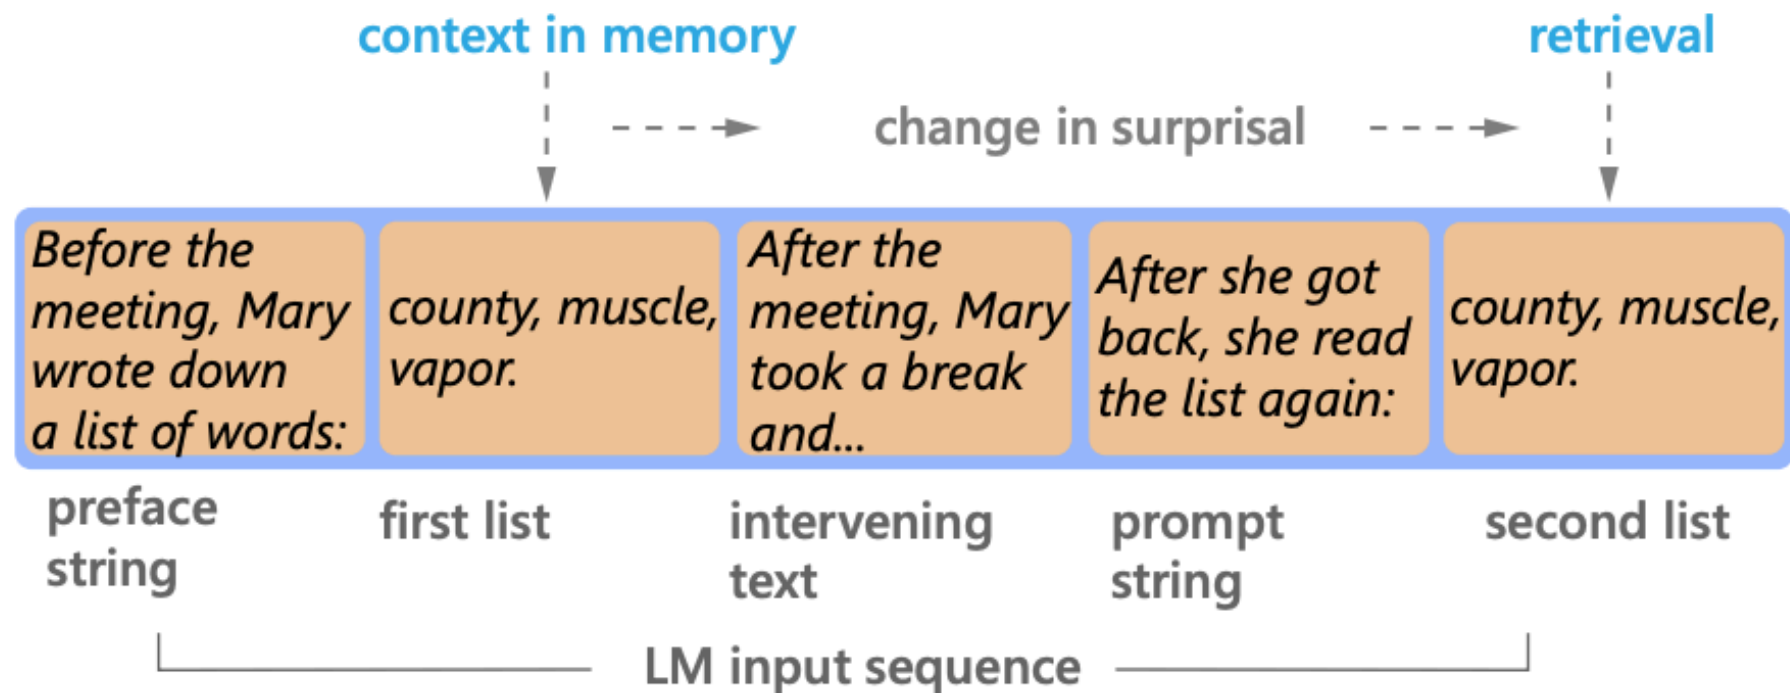 context in memory
retrieval
change in surprisal
Before the
meeting, Mary
wrote down
a list of words:
county, muscle,
vapor.
After the
meeting, Mary
took a break
and...
After she got
back, she read
the list again:
county, muscle,
vapor.
preface
string
first list
intervening
text
prompt
string
second list
LM input sequence